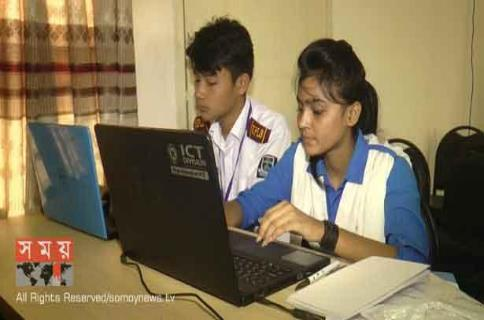 ICT
DIVISION
সময়
All Rights Reserved/somoynews.tv